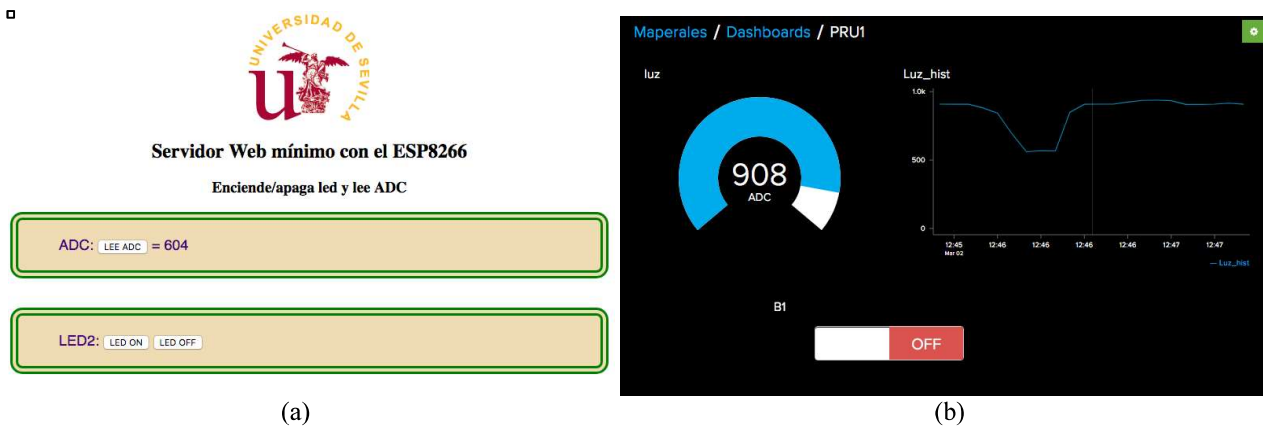 UNIVERSIDAD DE SEVILLA
Servidor Web mínimo con el ESP8266
Enciende/apaga led y lee ADC
ADC: LEE ADC = 604
LED2: LED ON LED OFF
(a)
Maperales / Dashboards / PRU1
luz
908
ADC
Luz_hist
1.0k
500
0
12:45 12:46 12:46 12:46 12:46 12:47 12:47
Mar 02
Luz_hist
B1
OFF
(b)